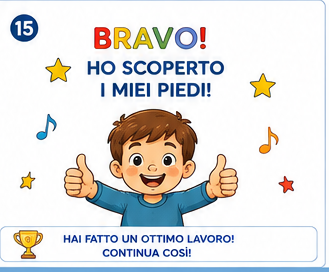 15
BRAVO!
HO SCOPERTO
I MIEI PIEDI!
HAI FATTO UN OTTIMO LAVORO!
CONTINUA COSÌ!